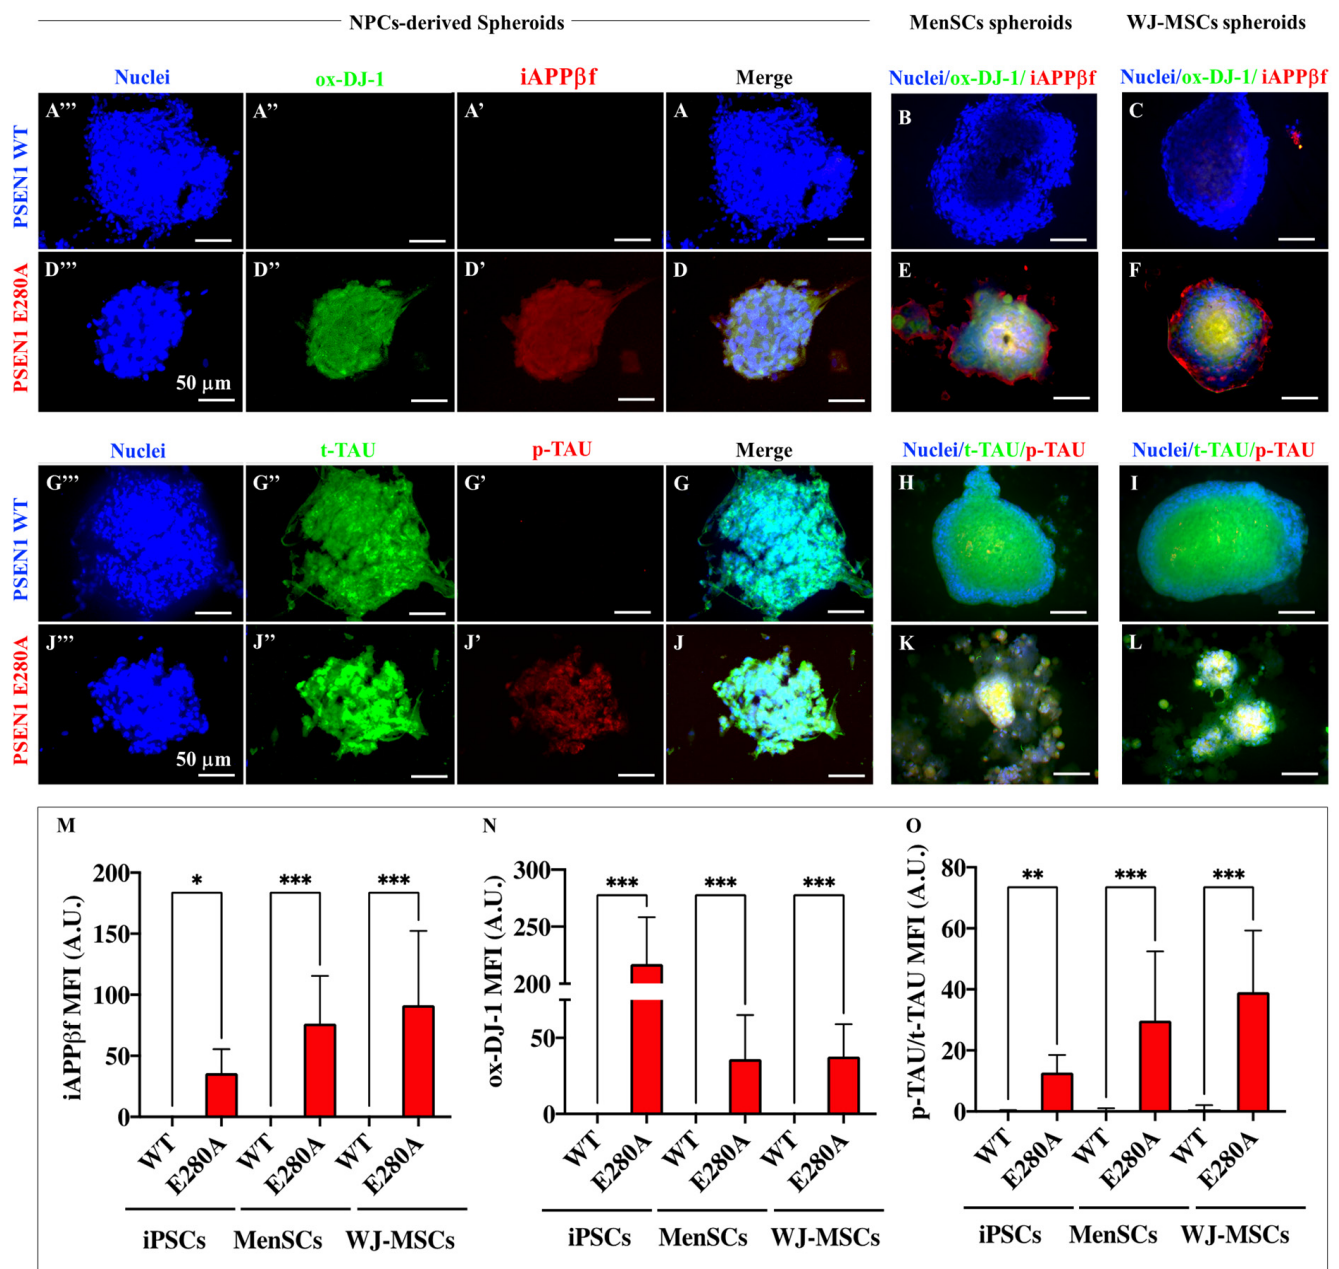 NPCs-derived Spheroids MenSCs spheroids WJ-MSCs spheroids
Nuclei ox-DJ-1 iAPPβf Merge Nuclei/ox-DJ-1/ iAPPβf Nuclei/ox-DJ-1/ iAPPβf
PSEN1 WT
A’’’ A’’ A’ A B C
PSEN1 E280A
D’’’ D’’ D’ D E F
50 µm
Nuclei t-TAU p-TAU Merge Nuclei/t-TAU/p-TAU Nuclei/t-TAU/p-TAU
PSEN1 WT
G’’’ G’’ G’ G H I
PSEN1 E280A
J’’’ J’’ J’ J K L
50 µm
M
iAPPβf MFI (A.U.)
200
150
100
50
0
* *** ***
WT E280A WT E280A WT E280A
iPSCs MenSCs WJ-MSCs
N
ox-DJ-1 MFI (A.U.)
300
250
200
50
0
*** *** ***
WT E280A WT E280A WT E280A
iPSCs MenSCs WJ-MSCs
O
p-TAU/t-TAU MFI (A.U.)
80
60
40
20
0
** *** ***
WT E280A WT E280A WT E280A
iPSCs MenSCs WJ-MSCs